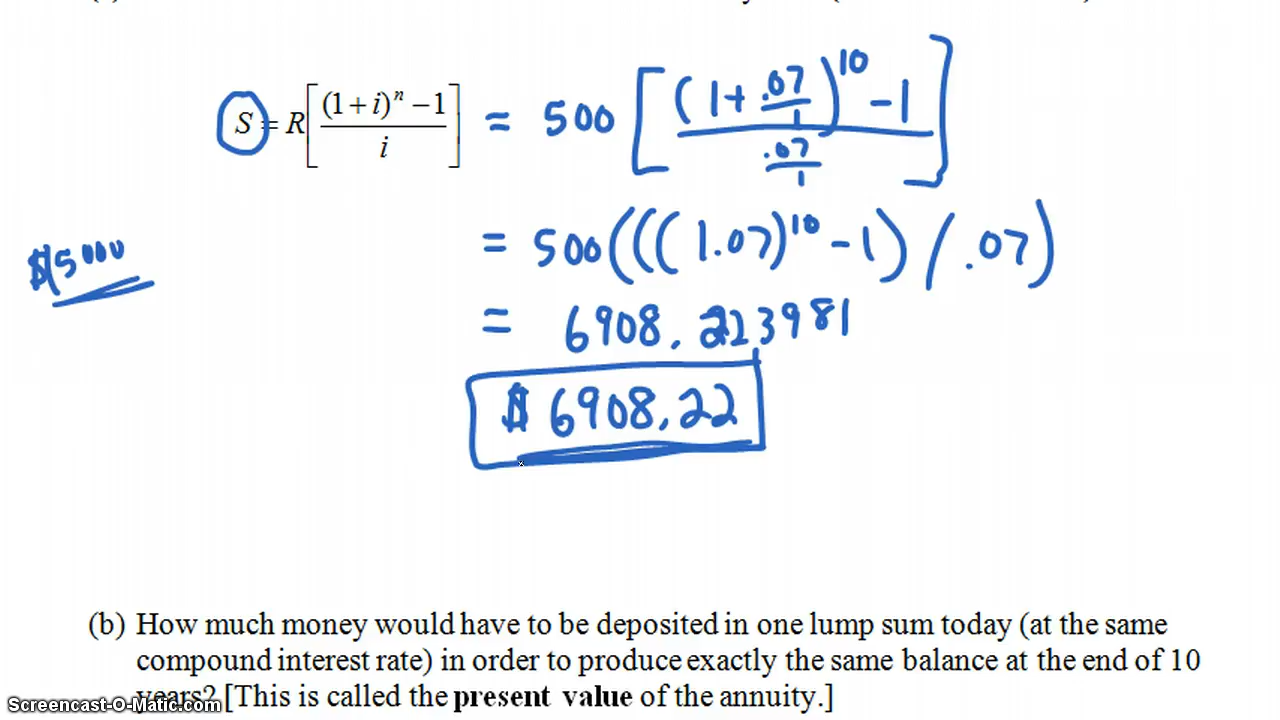 S = R[((1+i)^n −1)/i] = 500 [((1+ .07/1)^10 −1)/(.07/1)]
= 500(((1.07)^10 −1)/.07)
$5000
= 6908.223981
$6908.22
(b) How much money would have to be deposited in one lump sum today (at the same
compound interest rate) in order to produce exactly the same balance at the end of 10
years? [This is called the present value of the annuity.]
Screencast-O-Matic.com